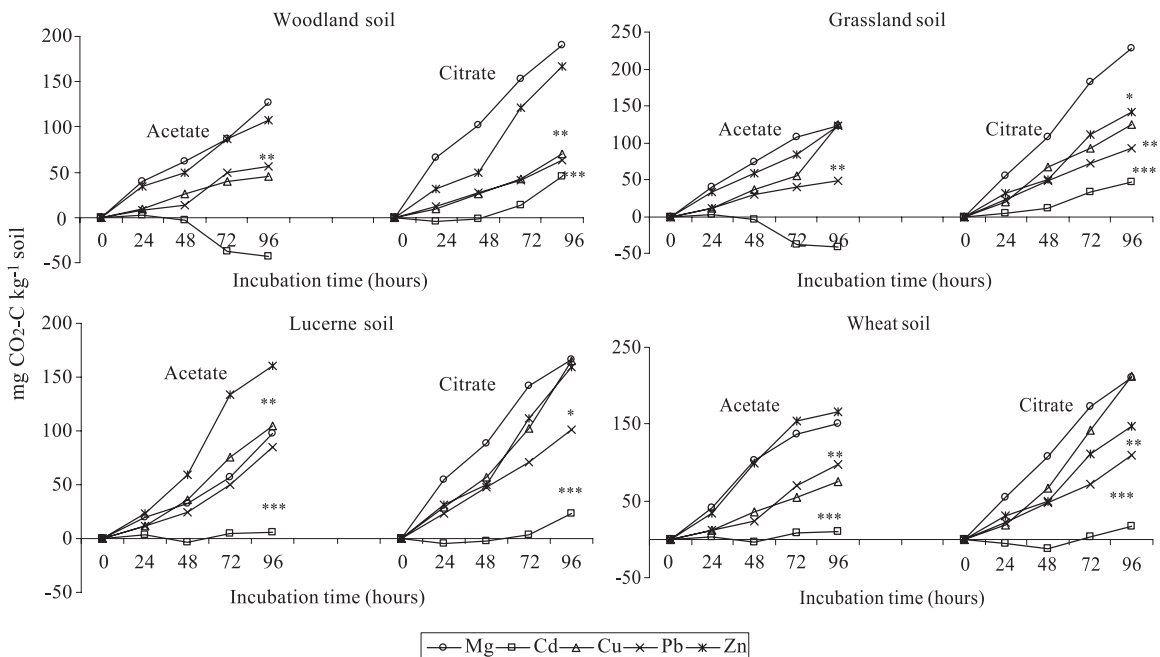 Woodland soil
200
150
100
50
0
-50
Acetate
**
Citrate
**
***
0 24 48 72 96 0 24 48 72 96
Incubation time (hours)
Grassland soil
250
200
150
100
50
0
-50
Acetate
**
Citrate
*
**
***
0 24 48 72 96 0 24 48 72 96
Incubation time (hours)
mg CO2-C kg-1 soil
Lucerne soil
200
150
100
50
0
-50
Acetate
**
***
Citrate
*
***
0 24 48 72 96 0 24 48 72 96
Incubation time (hours)
Wheat soil
250
150
50
-50
Acetate
**
***
Citrate
**
***
0 24 48 72 96 0 24 48 72 96
Incubation time (hours)
Mg Cd Cu Pb Zn